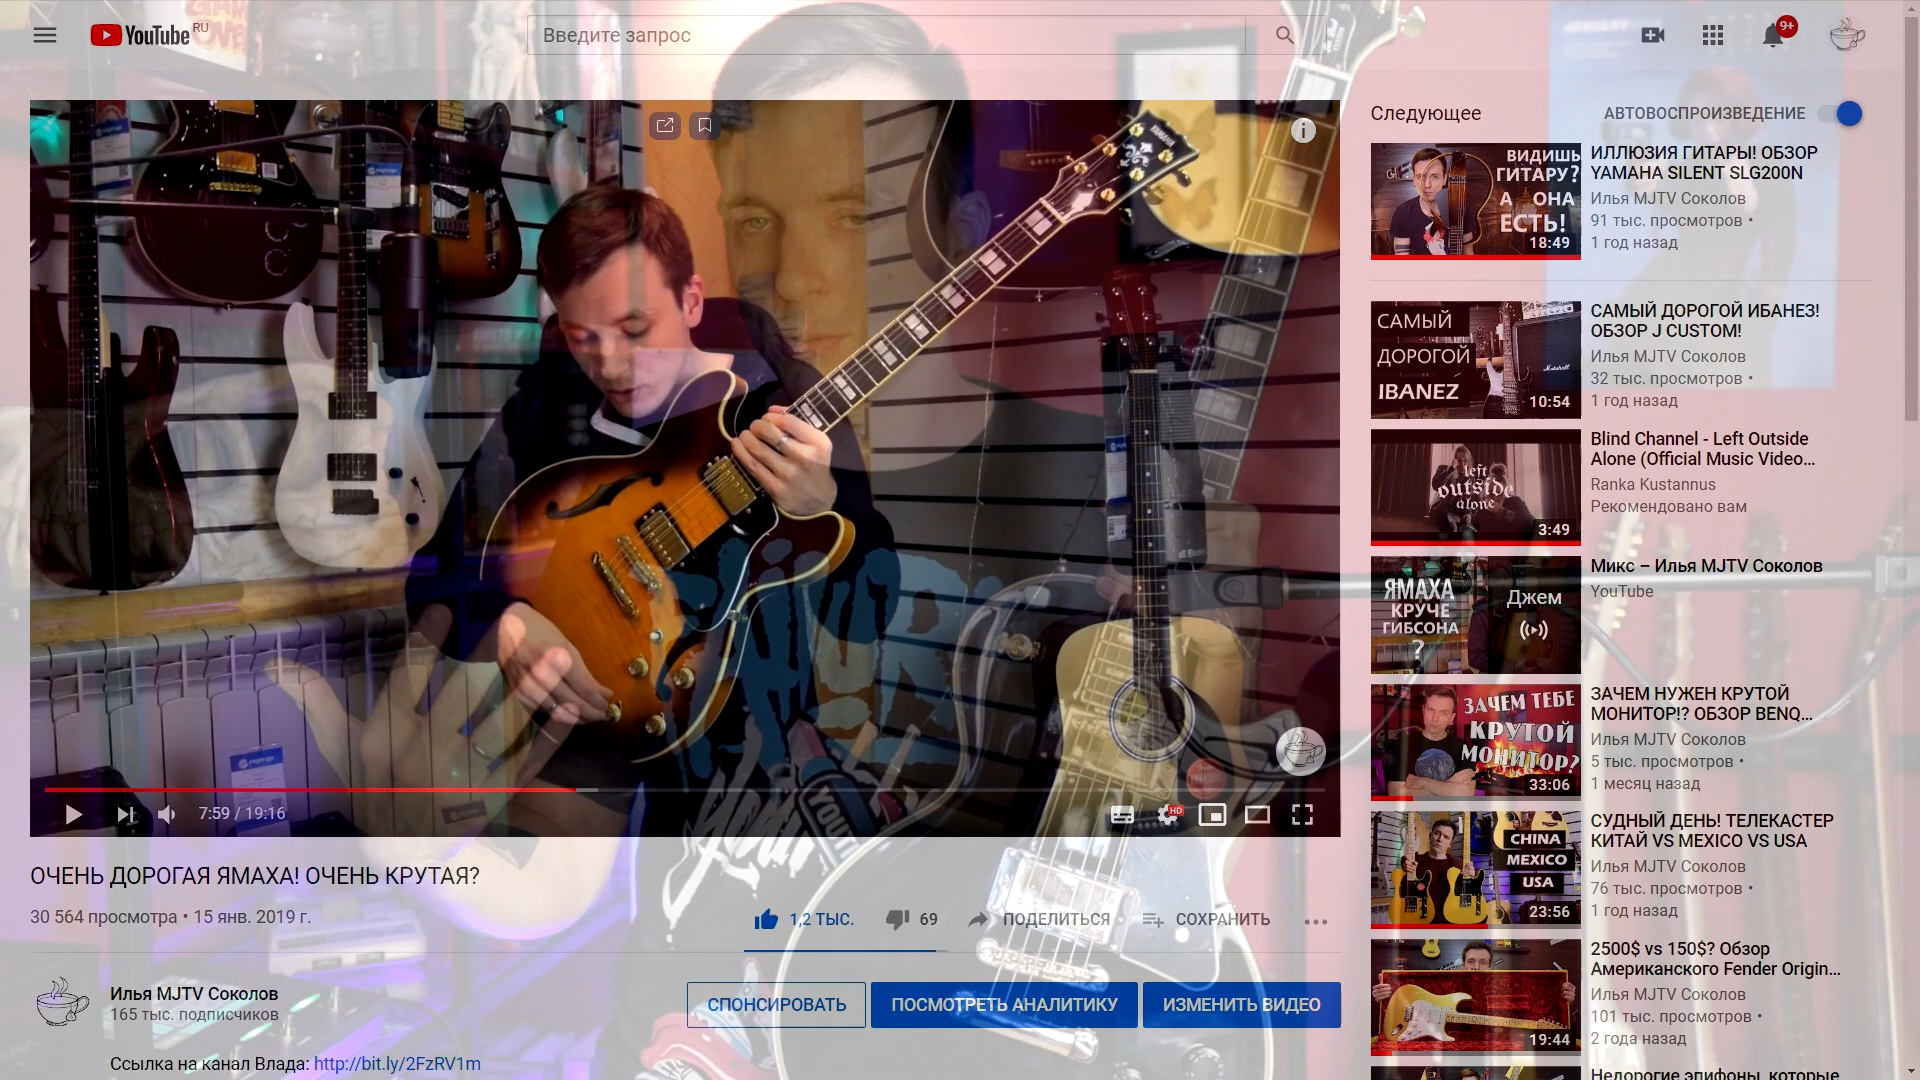 YouTube RU
Введите запрос
9+
Следующее
АВТОВОСПРОИЗВЕДЕНИЕ
ВИДИШЬ
ГИТАРУ?
А ОНА
ЕСТЬ!
18:49
ИЛЛЮЗИЯ ГИТАРЫ! ОБЗОР
YAMAHA SILENT SLG200N
Илья MJTV Соколов
91 тыс. просмотров •
1 год назад
САМЫЙ
ДОРОГОЙ
IBANEZ
Marshall
10:54
САМЫЙ ДОРОГОЙ ИБАНЕЗ!
ОБЗОР J CUSTOM!
Илья MJTV Соколов
32 тыс. просмотров •
1 год назад
left
outside
alone
3:49
Blind Channel - Left Outside
Alone (Official Music Video...
Ranka Kustannus
Рекомендовано вам
ЯМАХА
КРУЧЕ
ГИБСОНА
?
Джем
Микс – Илья MJTV Соколов
YouTube
ЗАЧЕМ ТЕБЕ
КРУТОЙ
МОНИТОР?
33:06
ЗАЧЕМ НУЖЕН КРУТОЙ
МОНИТОР!? ОБЗОР BENQ...
Илья MJTV Соколов
5 тыс. просмотров •
1 месяц назад
CHINA
MEXICO
USA
23:56
СУДНЫЙ ДЕНЬ! ТЕЛЕКАСТЕР
КИТАЙ VS MEXICO VS USA
Илья MJTV Соколов
76 тыс. просмотров •
1 год назад
19:44
2500$ vs 150$? Обзор
Американского Fender Origin...
Илья MJTV Соколов
101 тыс. просмотров •
2 года назад
Недорогие эпифоны, которые
7:59 / 19:16
HD
ОЧЕНЬ ДОРОГАЯ ЯМАХА! ОЧЕНЬ КРУТАЯ?
30 564 просмотра • 15 янв. 2019 г.
1,2 ТЫС.
69
ПОДЕЛИТЬСЯ
СОХРАНИТЬ
Илья MJTV Соколов
165 тыс. подписчиков
СПОНСИРОВАТЬ
ПОСМОТРЕТЬ АНАЛИТИКУ
ИЗМЕНИТЬ ВИДЕО
Ссылка на канал Влада: http://bit.ly/2FzRV1m